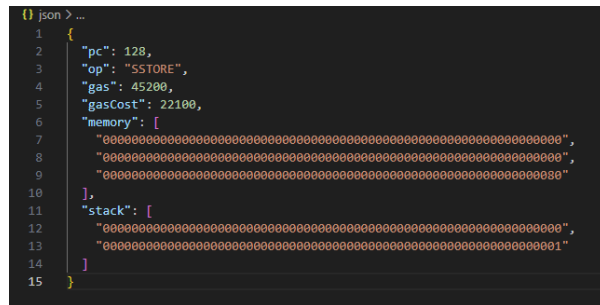 {} json > ...
1 {
2 "pc": 128,
3 "op": "SSTORE",
4 "gas": 45200,
5 "gasCost": 22100,
6 "memory": [
7 "0000000000000000000000000000000000000000000000000000000000000000",
8 "0000000000000000000000000000000000000000000000000000000000000000",
9 "0000000000000000000000000000000000000000000000000000000000000080"
10 ],
11 "stack": [
12 "0000000000000000000000000000000000000000000000000000000000000000",
13 "0000000000000000000000000000000000000000000000000000000000000001"
14 ]
15 }